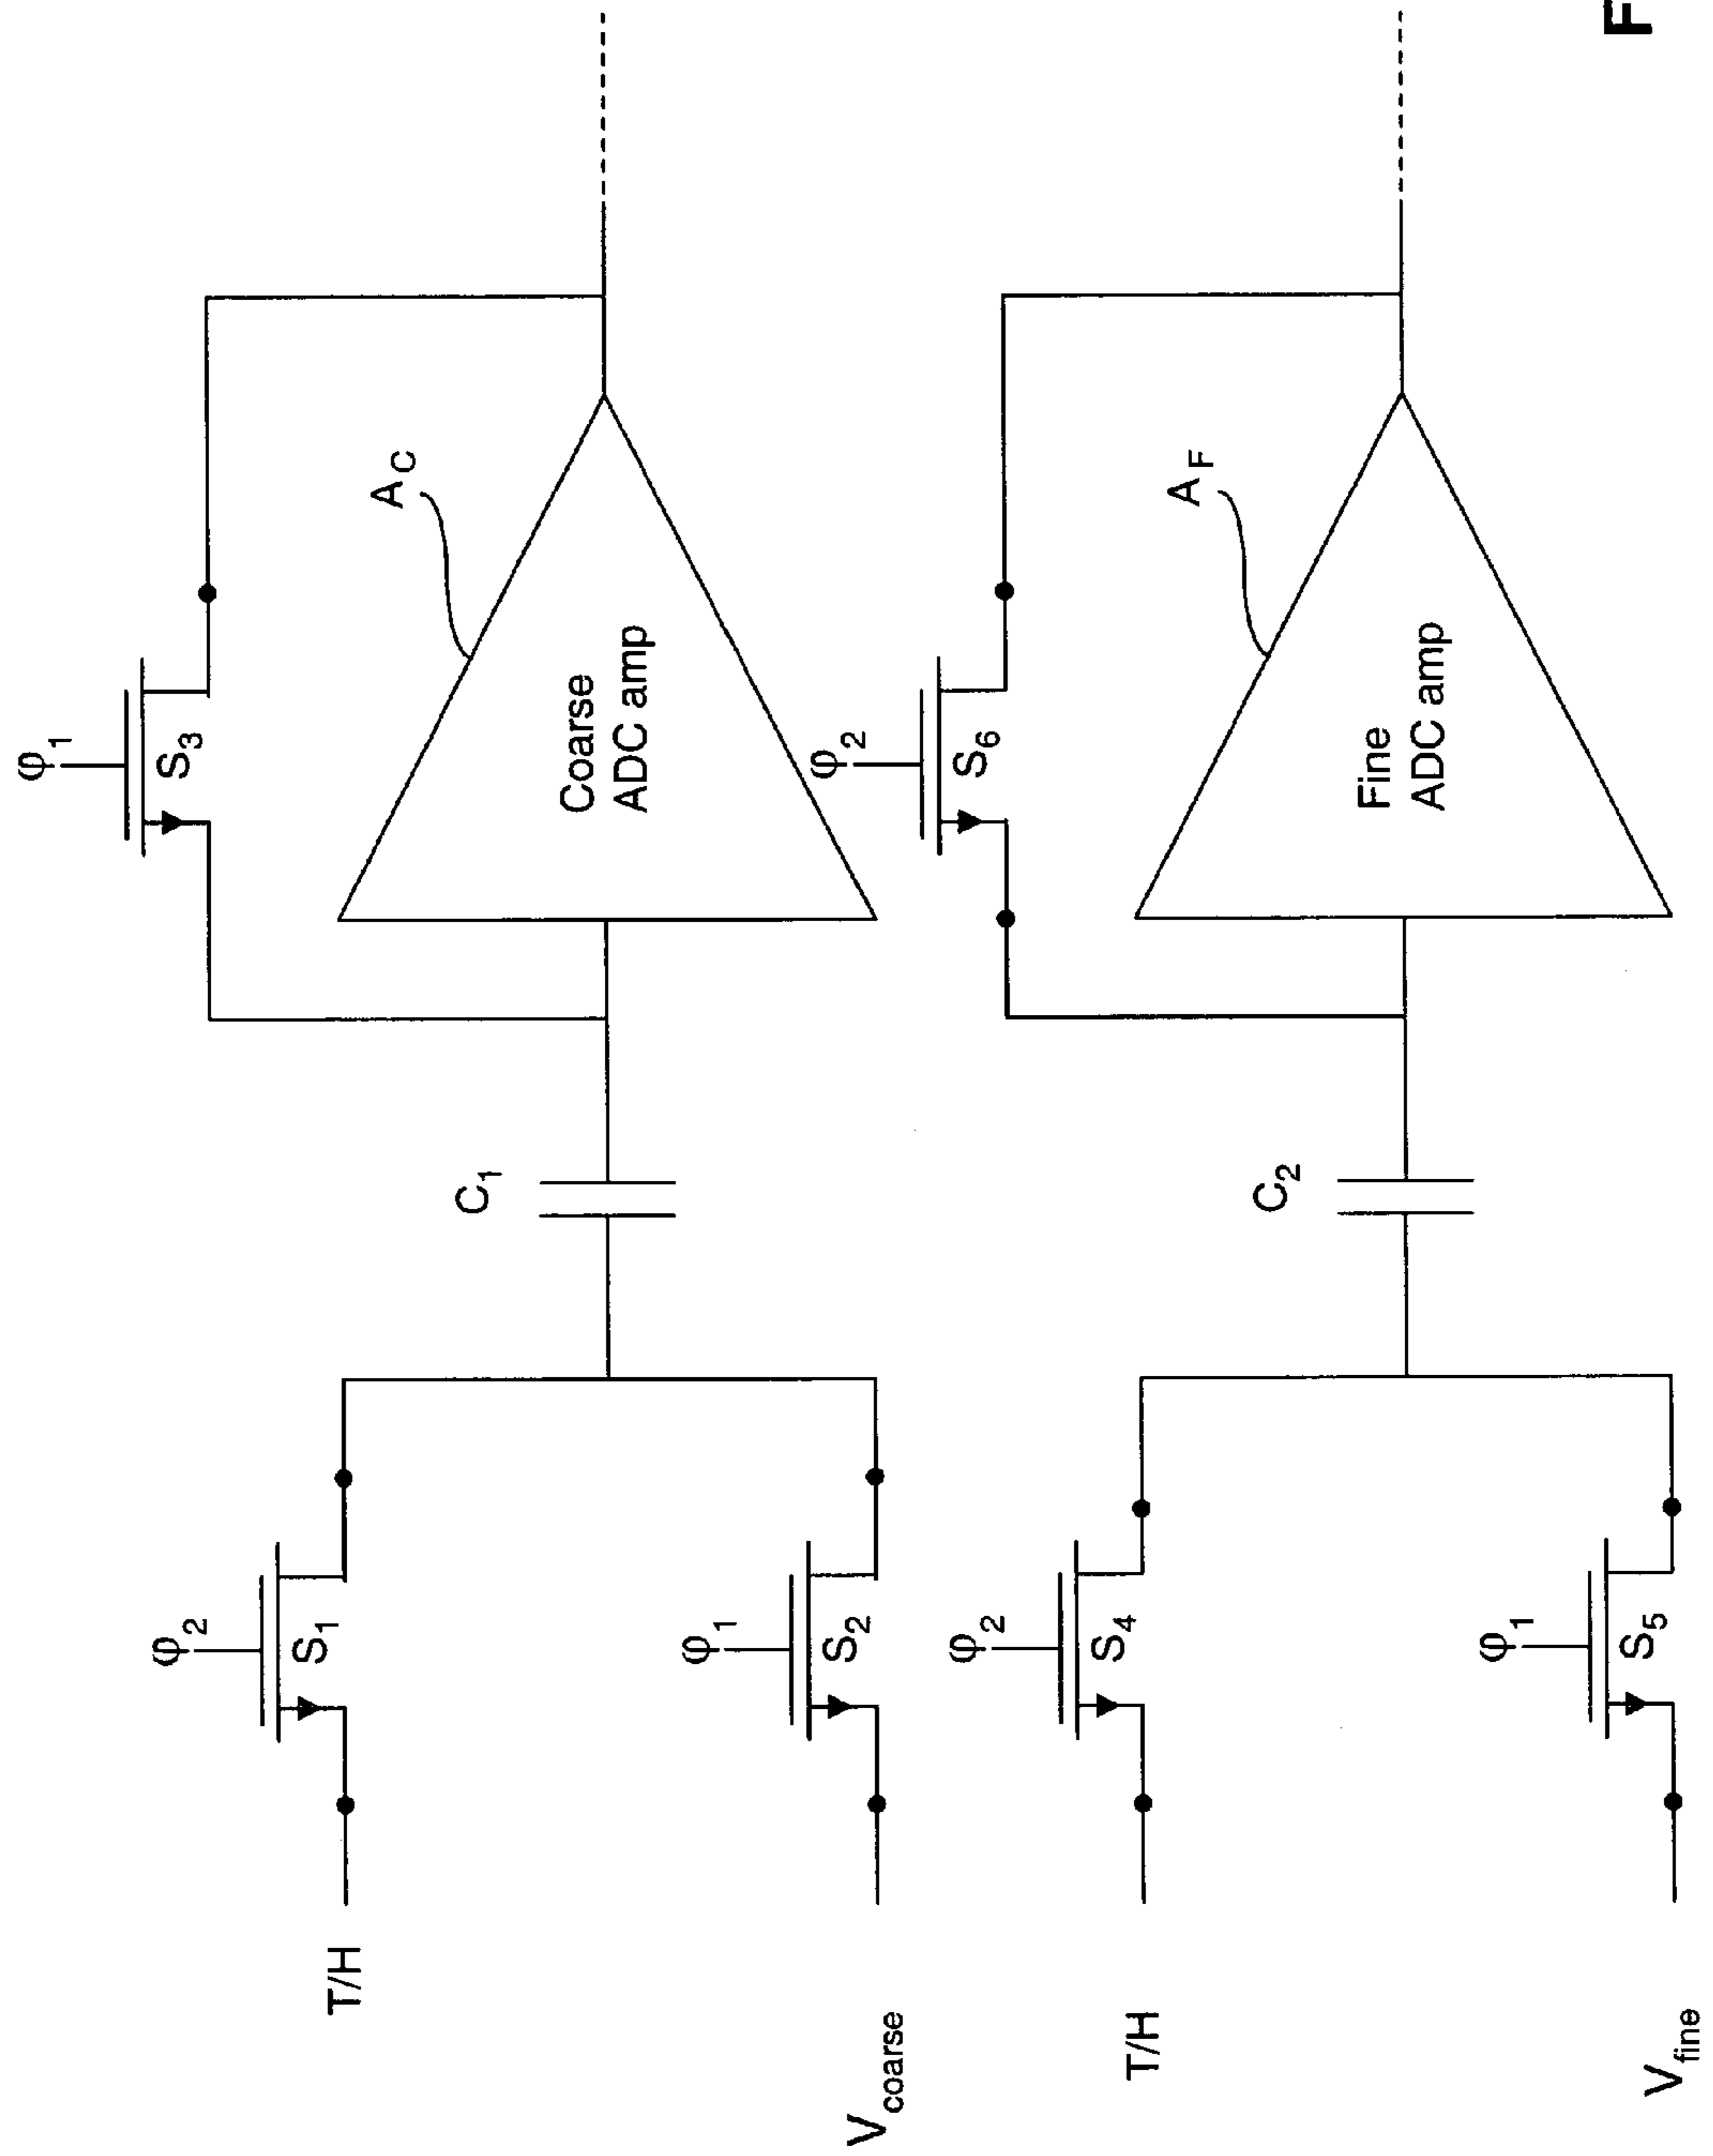 φ1
S3
AC
Coarse
ADC amp
C1
φ2
S1
T/H
φ1
S2
Vcoarse
φ2
S6
AF
Fine
ADC amp
C2
φ2
S4
T/H
φ1
S5
Vfine
F